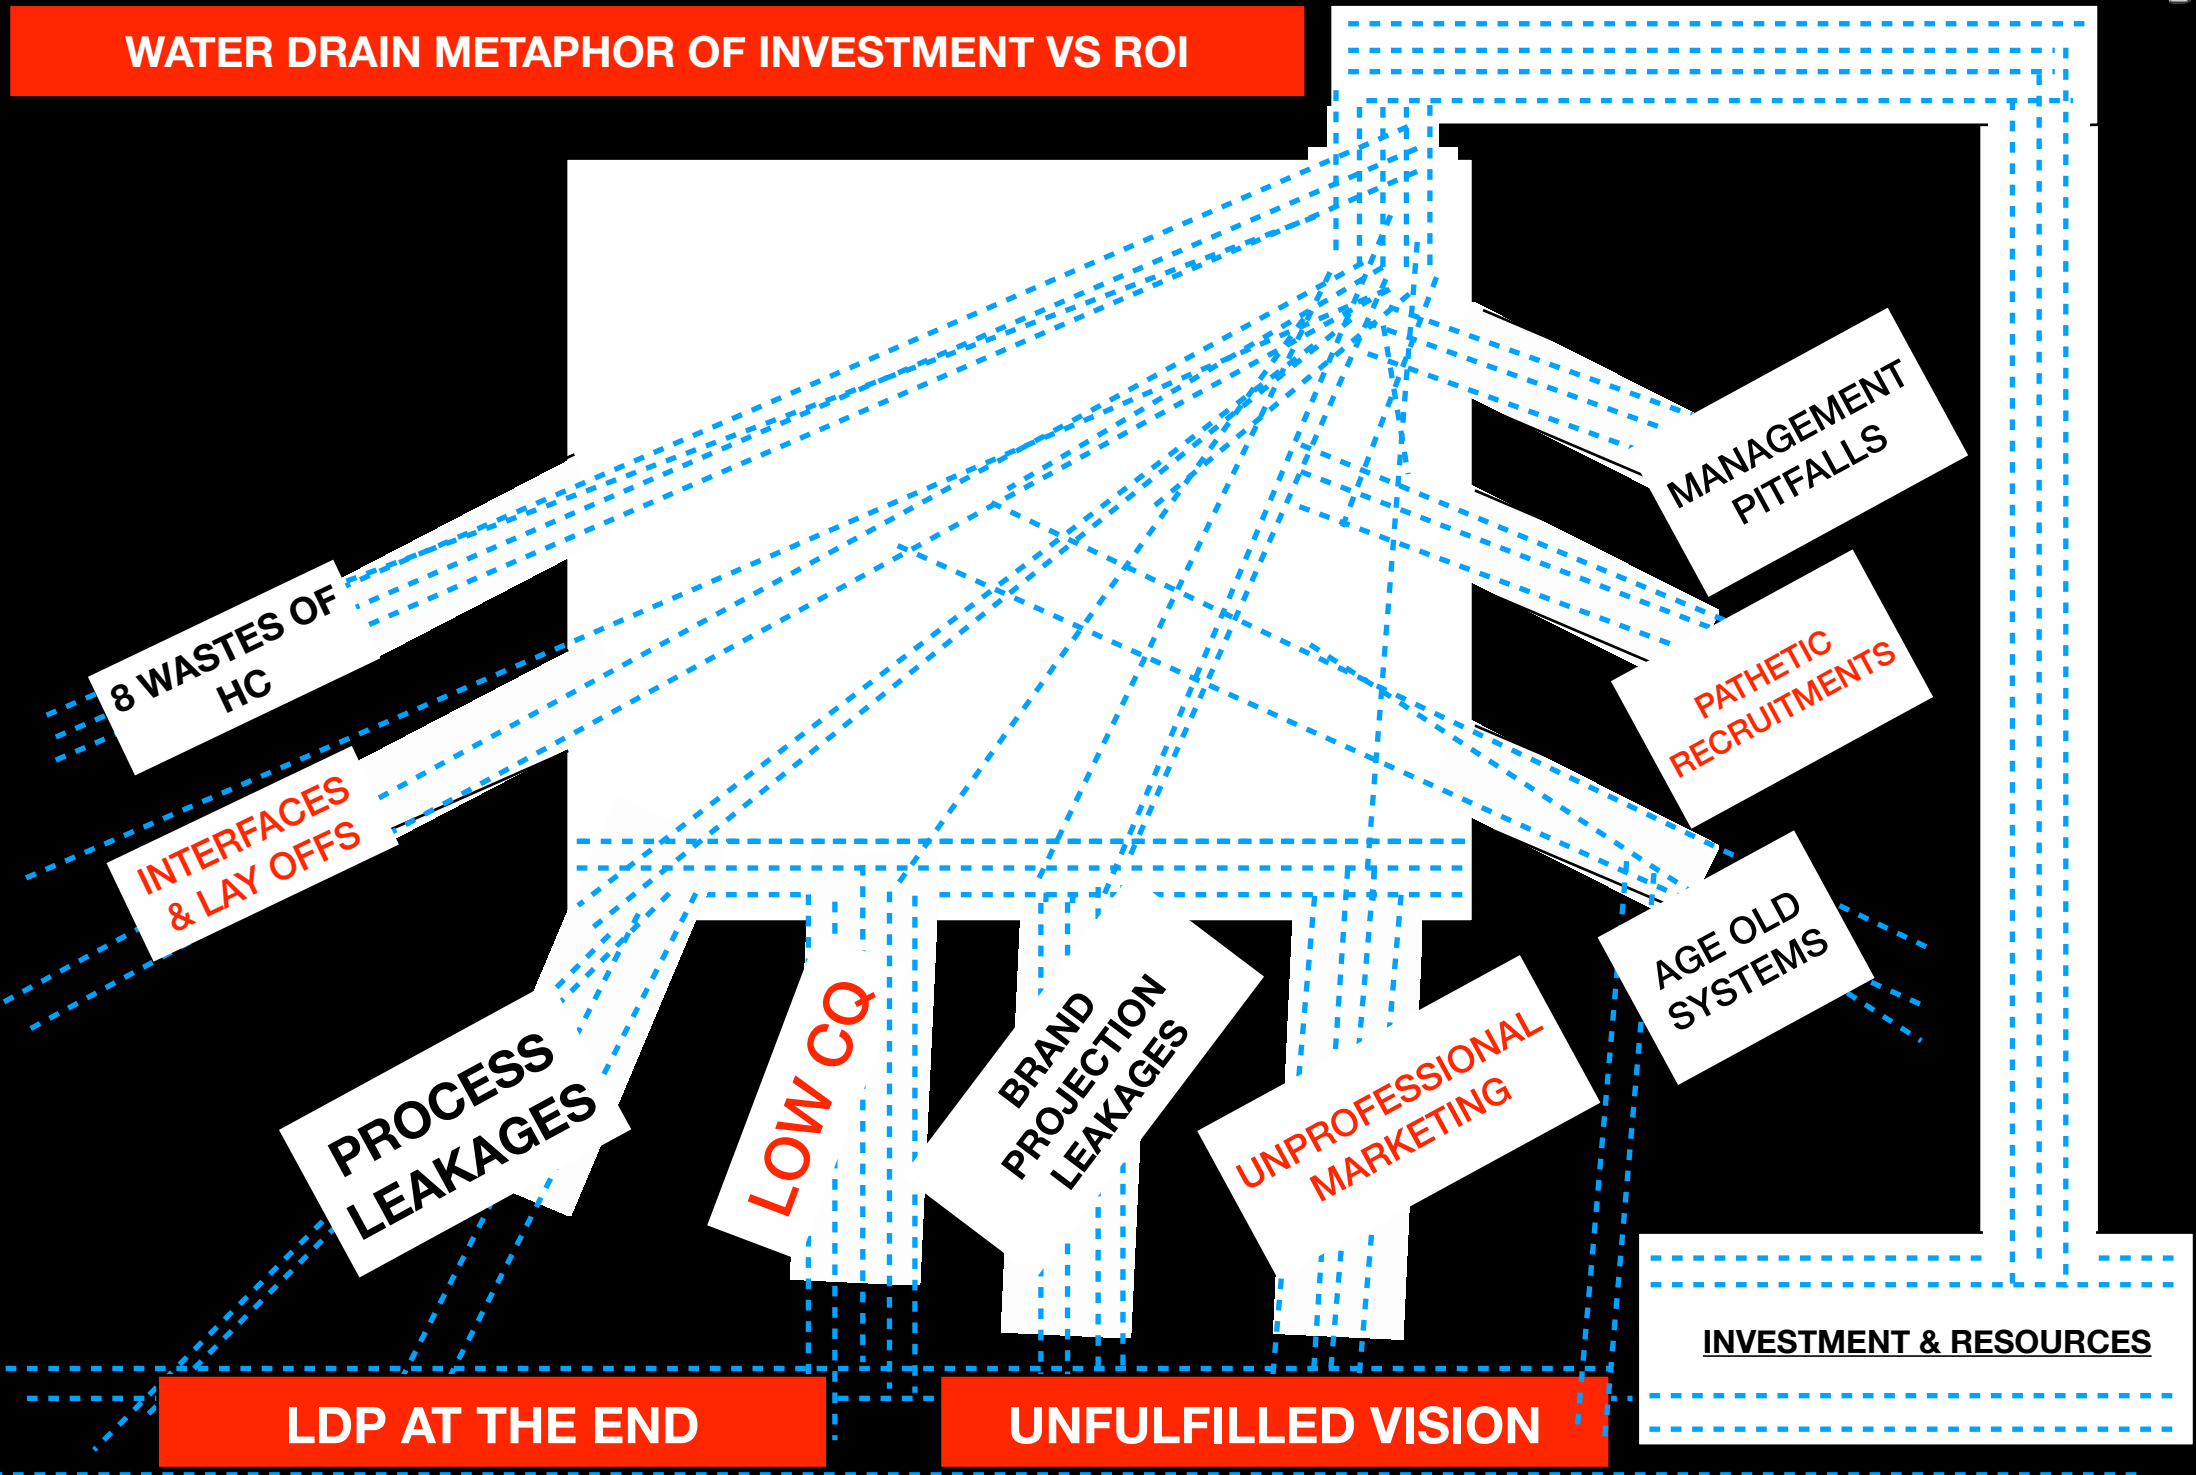 WATER DRAIN METAPHOR OF INVESTMENT VS ROI
MANAGEMENT
PITFALLS
8 WASTES OF
HC
PATHETIC
RECRUITMENTS
INTERFACES
& LAY OFFS
AGE OLD
SYSTEMS
PROCESS
LEAKAGES
LOW CQ
BRAND
PROJECTION
LEAKAGES
UNPROFESSIONAL
MARKETING
INVESTMENT & RESOURCES
LDP AT THE END
UNFULFILLED VISION